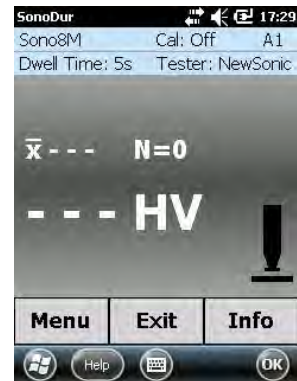 SonoDur 17:29
Sono8M Cal: Off A1
Dwell Time: 5s Tester: NewSonic
x̅ - - - N=0
- - - HV
Menu Exit Info
Help OK